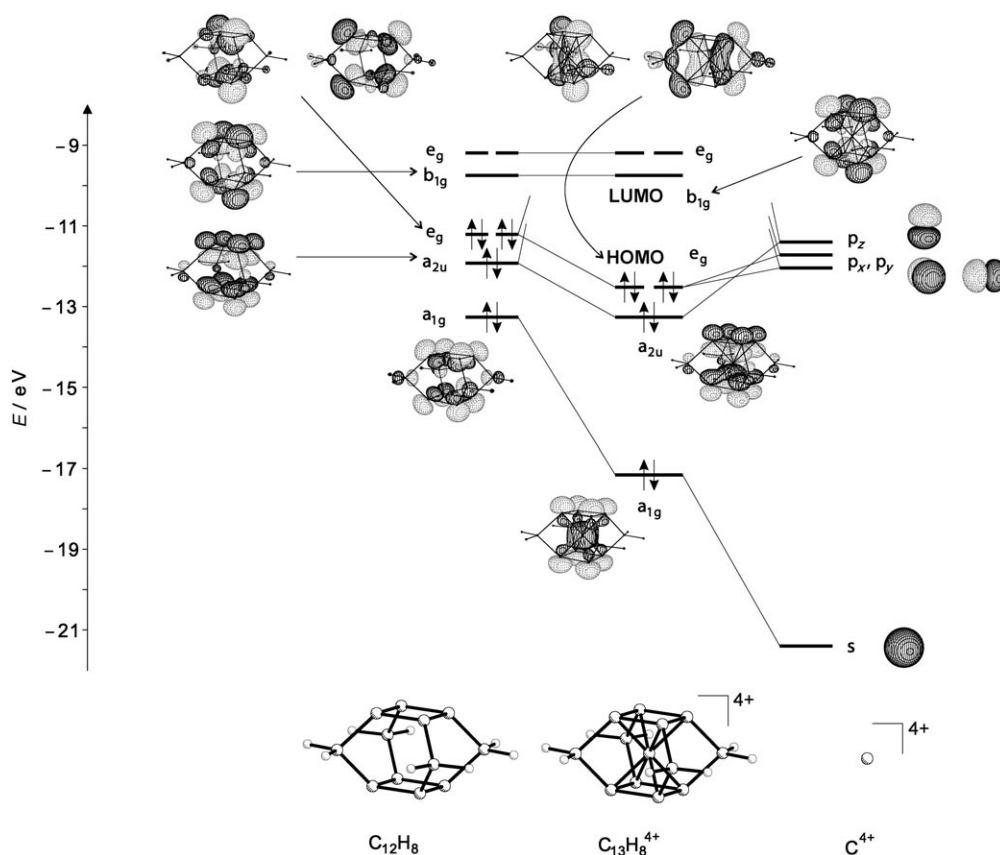 E / eV
−9
−11
−13
−15
−17
−19
−21
e_g
b_1g
e_g
a_2u
a_1g
e_g
LUMO b_1g
HOMO e_g
a_2u
a_1g
p_z
p_x, p_y
s
4+
4+
C_12H_8
C_13H_8^4+
C^4+